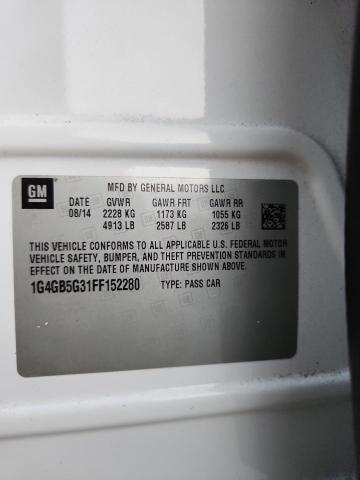 GM
MFD BY GENERAL MOTORS LLC
DATE GVWR GAWR FRT GAWR RR
08/14 2228 KG 1173 KG 1055 KG
4913 LB 2587 LB 2326 LB
THIS VEHICLE CONFORMS TO ALL APPLICABLE U.S. FEDERAL MOTOR
VEHICLE SAFETY, BUMPER, AND THEFT PREVENTION STANDARDS
IN EFFECT ON THE DATE OF MANUFACTURE SHOWN ABOVE.
1G4GB5G31FF152280 TYPE: PASS CAR